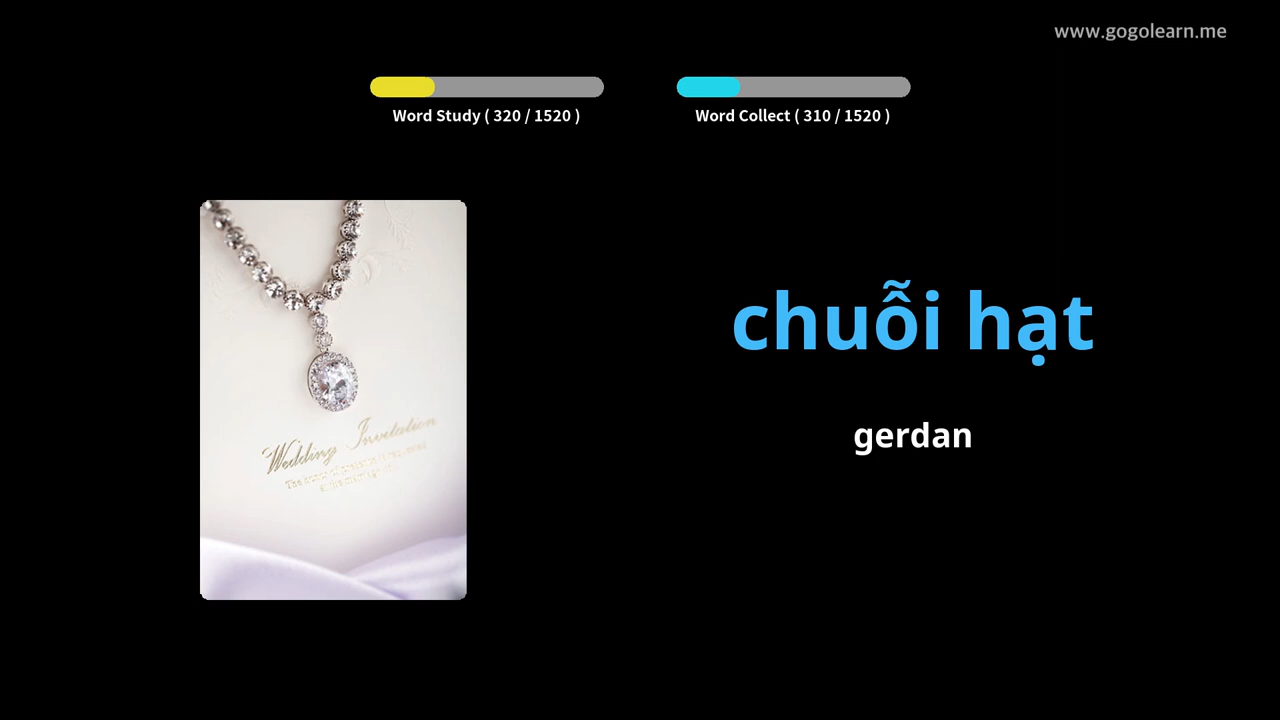 www.gogolearn.me
Word Study ( 320 / 1520 )
Word Collect ( 310 / 1520 )
chuỗi hạt
gerdan
Wedding Invitation